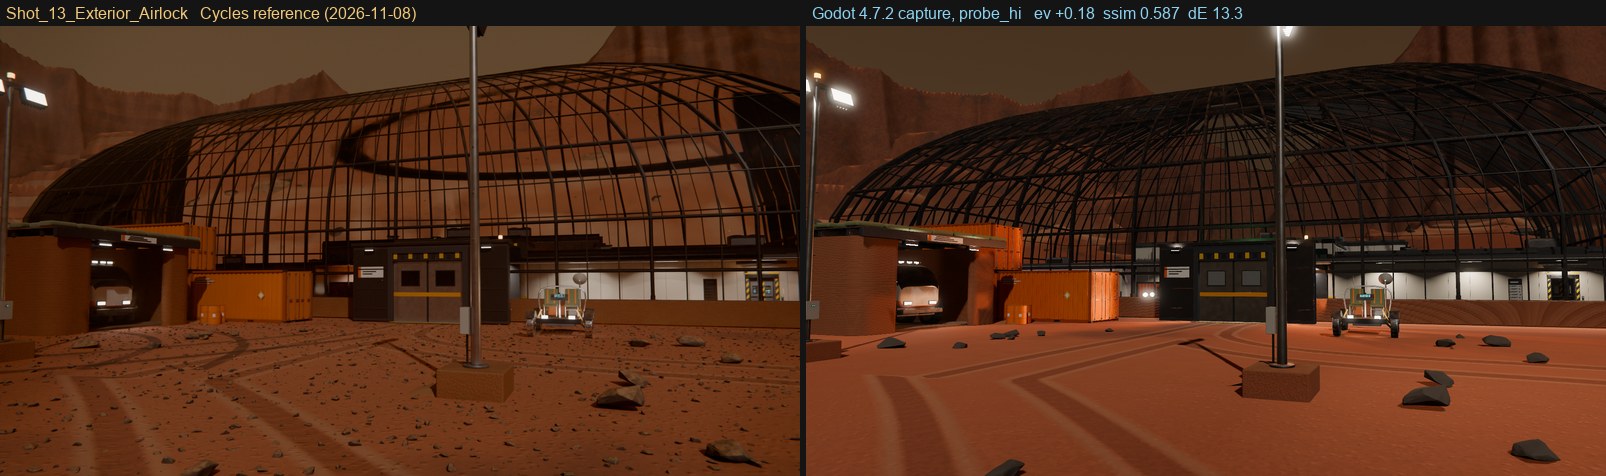 Shot_13_Exterior_Airlock Cycles reference (2026-11-08)
Godot 4.7.2 capture, probe_hi ev +0.18 ssim 0.587 dE 13.3